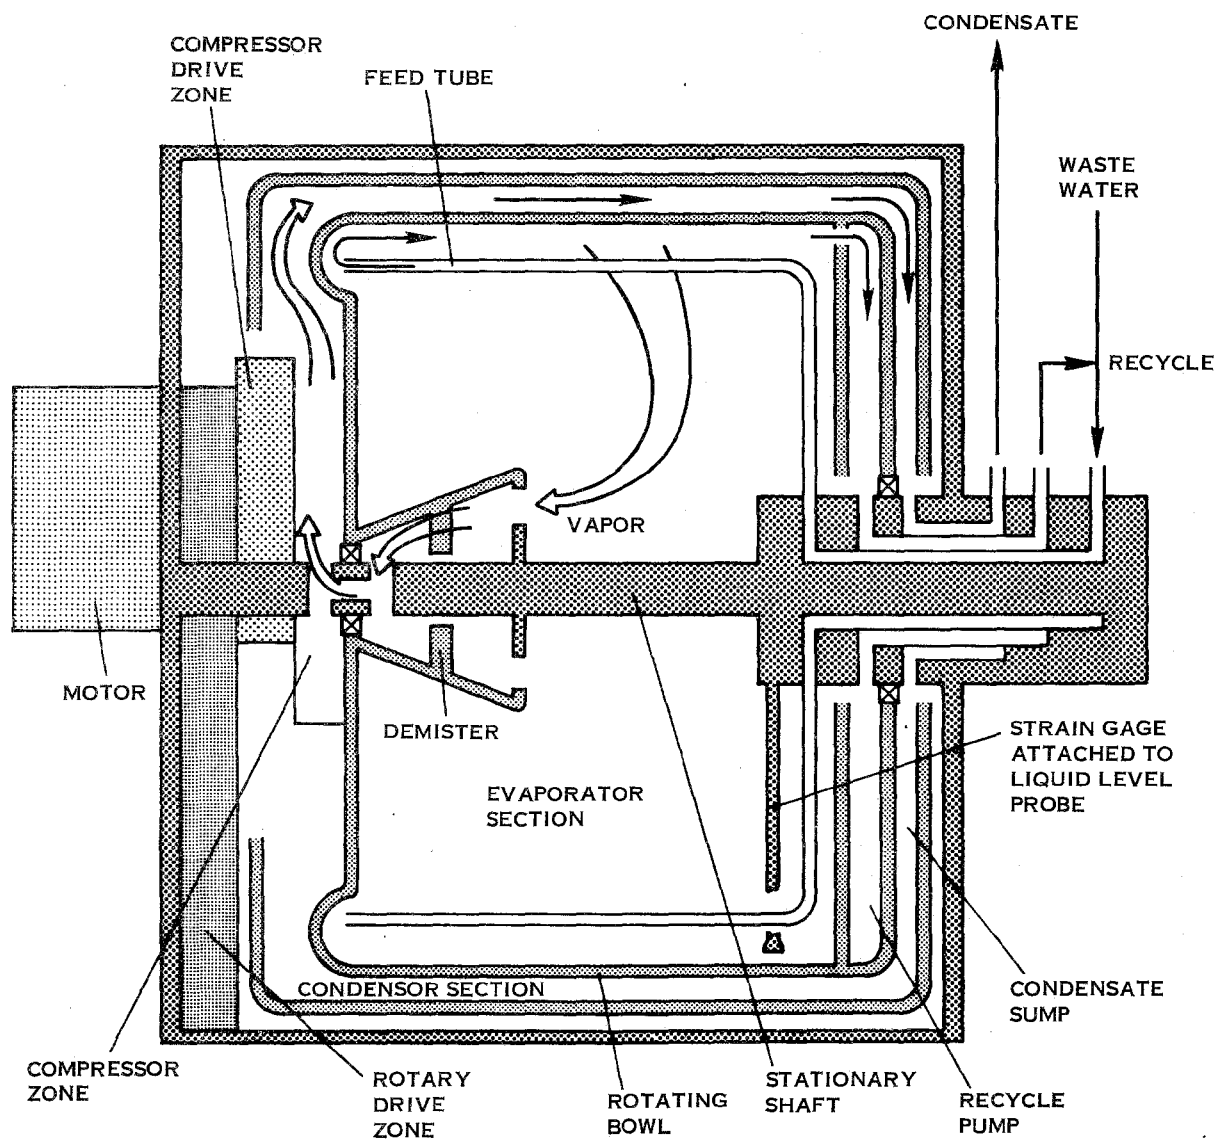 CONDENSATE
COMPRESSOR
DRIVE
ZONE
FEED TUBE
WASTE
WATER
RECYCLE
VAPOR
MOTOR
DEMISTER
STRAIN GAGE
ATTACHED TO
LIQUID LEVEL
PROBE
EVAPORATOR
SECTION
CONDENSOR SECTION
CONDENSATE
SUMP
COMPRESSOR
ZONE
ROTARY
DRIVE
ZONE
ROTATING
BOWL
STATIONARY
SHAFT
RECYCLE
PUMP